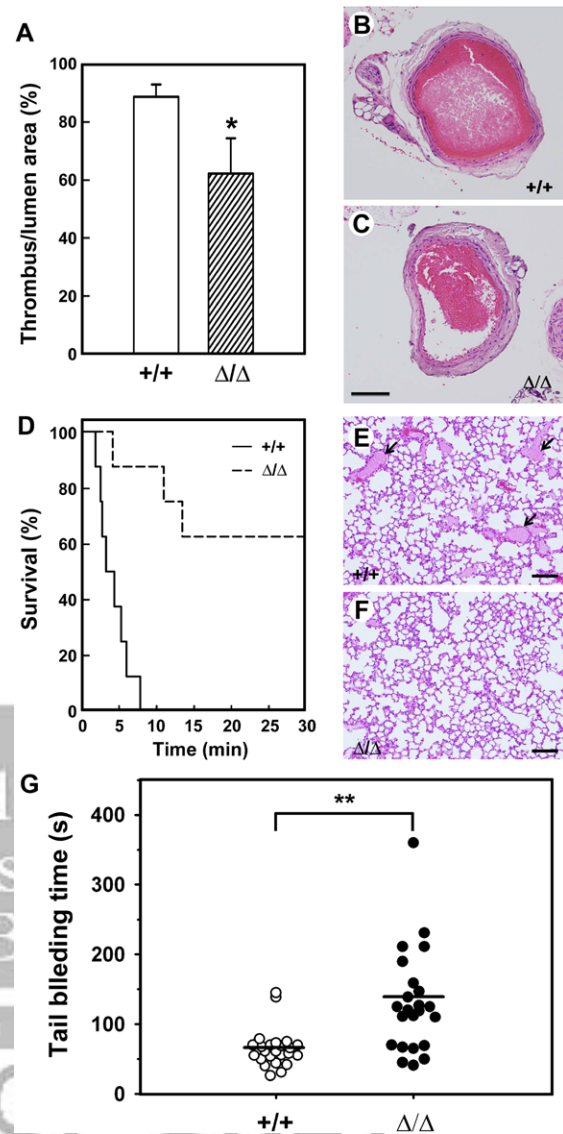 A
Thrombus/lumen area (%)
100
80
60
40
20
0
*
+/+
Δ/Δ
B
+/+
C
Δ/Δ
D
Survival (%)
100
80
60
40
20
0
+/+
Δ/Δ
0
5
10
15
20
25
30
Time (min)
E
+/+
F
Δ/Δ
G
Tail blleding time (s)
400
300
200
100
0
**
+/+
Δ/Δ